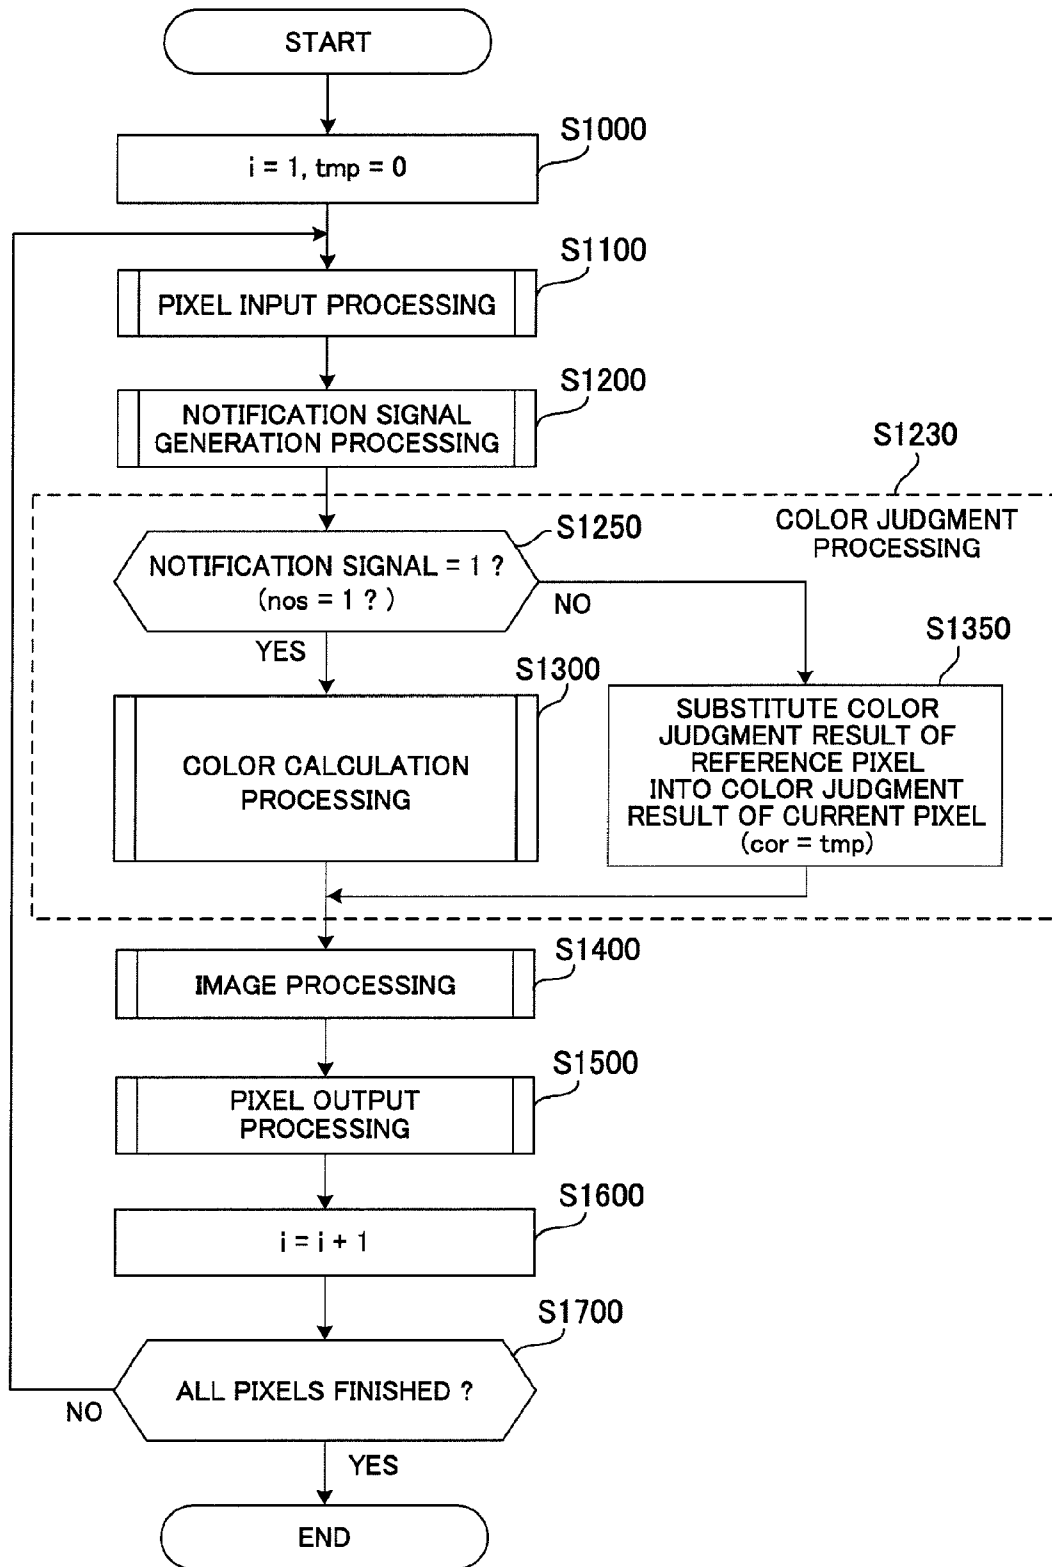 START
S1000
i = 1, tmp = 0
S1100
PIXEL INPUT PROCESSING
S1200
NOTIFICATION SIGNAL
GENERATION PROCESSING
S1230
COLOR JUDGMENT
PROCESSING
S1250
NOTIFICATION SIGNAL = 1 ?
(nos = 1 ? )
NO
YES
S1300
COLOR CALCULATION
PROCESSING
S1350
SUBSTITUTE COLOR
JUDGMENT RESULT OF
REFERENCE PIXEL
INTO COLOR JUDGMENT
RESULT OF CURRENT PIXEL
(cor = tmp)
S1400
IMAGE PROCESSING
S1500
PIXEL OUTPUT
PROCESSING
S1600
i = i + 1
S1700
ALL PIXELS FINISHED ?
NO
YES
END